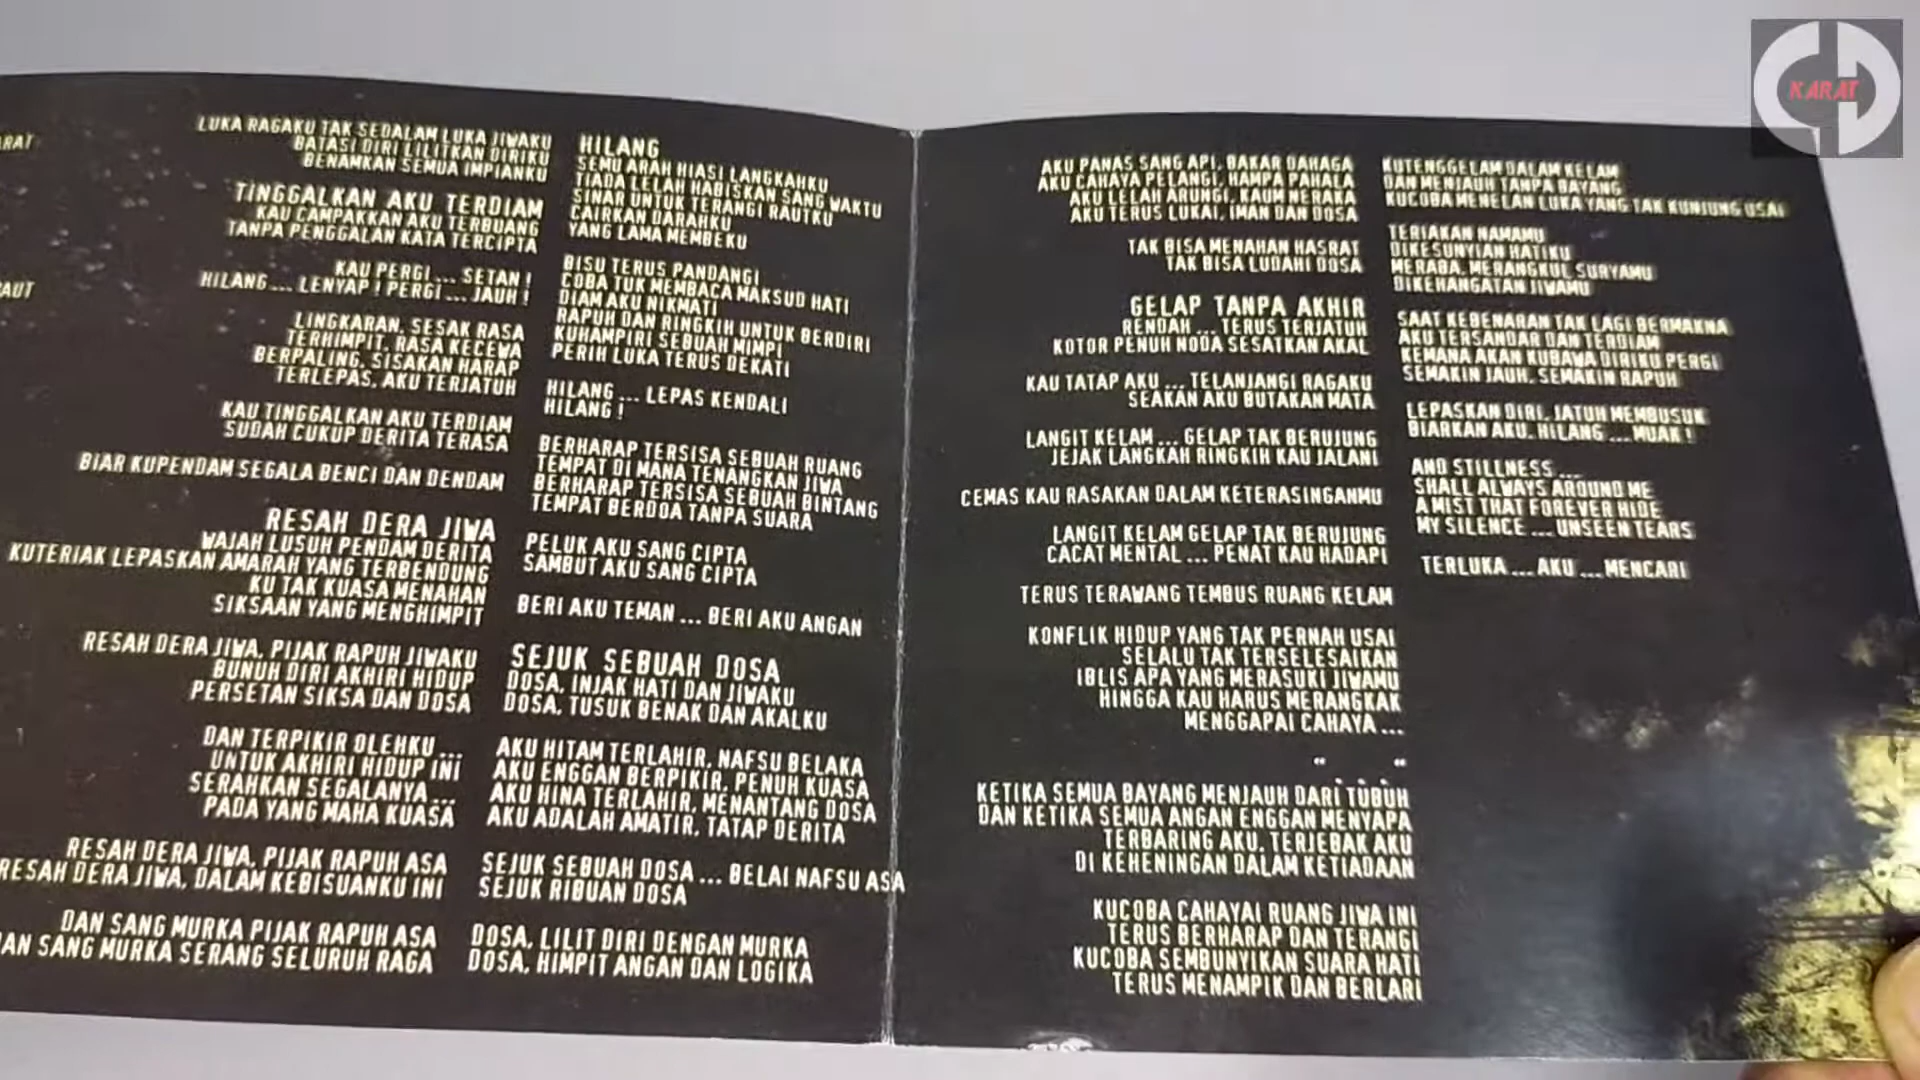 ARAT
AUT
LUKA RAGAKU TAK SEDALAM LUKA JIWAKU
BATASI DIRI LILITKAN DIRIKU
BENAMKAN SEMUA IMPIANKU
TINGGALKAN AKU TERDIAM
KAU CAMPAKKAN AKU TERBUANG
TANPA PENGGALAN KATA TERCIPTA
KAU PERGI ... SETAN !
HILANG ... LENYAP ! PERGI ... JAUH !
LINGKARAN, SESAK RASA
TERHIMPIT, RASA KECEWA
BERPALING, SISAKAN HARAP
TERLEPAS, AKU TERJATUH
KAU TINGGALKAN AKU TERDIAM
SUDAH CUKUP DERITA TERASA
BIAR KUPENDAM SEGALA BENCI DAN DENDAM
RESAH DERA JIWA
WAJAH LUSUH PENDAM DERITA
KUTERIAK LEPASKAN AMARAH YANG TERBENDUNG
KU TAK KUASA MENAHAN
SIKSAAN YANG MENGHIMPIT
RESAH DERA JIWA, PIJAK RAPUH JIWAKU
BUNUH DIRI AKHIRI HIDUP
PERSETAN SIKSA DAN DOSA
DAN TERPIKIR OLEHKU ...
UNTUK AKHIRI HIDUP INI
SERAHKAN SEGALANYA ...
PADA YANG MAHA KUASA
RESAH DERA JIWA, PIJAK RAPUH ASA
RESAH DERA JIWA, DALAM KEBISUANKU INI
DAN SANG MURKA PIJAK RAPUH ASA
AN SANG MURKA SERANG SELURUH RAGA
HILANG
SEMU ARAH HIASI LANGKAHKU
TIADA LELAH HABISKAN SANG WAKTU
SINAR UNTUK TERANGI RAUTKU
CAIRKAN DARAHKU
YANG LAMA MEMBEKU
BISU TERUS PANDANGI
COBA TUK MEMBACA MAKSUD HATI
DIAM AKU NIKMATI
RAPUH DAN RINGKIH UNTUK BERDIRI
KUHAMPIRI SEBUAH MIMPI
PERIH LUKA TERUS DEKATI
HILANG ... LEPAS KENDALI
HILANG !
BERHARAP TERSISA SEBUAH RUANG
TEMPAT DI MANA TENANGKAN JIWA
BERHARAP TERSISA SEBUAH BINTANG
TEMPAT BERDOA TANPA SUARA
PELUK AKU SANG CIPTA
SAMBUT AKU SANG CIPTA
BERI AKU TEMAN ... BERI AKU ANGAN
SEJUK SEBUAH DOSA
DOSA, INJAK HATI DAN JIWAKU
DOSA, TUSUK BENAK DAN AKALKU
AKU HITAM TERLAHIR, NAFSU BELAKA
AKU ENGGAN BERPIKIR, PENUH KUASA
AKU HINA TERLAHIR, MENANTANG DOSA
AKU ADALAH AMATIR, TATAP DERITA
SEJUK SEBUAH DOSA ... BELAI NAFSU ASA
SEJUK RIBUAN DOSA
DOSA, LILIT DIRI DENGAN MURKA
DOSA, HIMPIT ANGAN DAN LOGIKA
AKU PANAS SANG API, BAKAR DAHAGA
AKU CAHAYA PELANGI, HAMPA PAHALA
AKU LELAH ARUNGI, KAUM NERAKA
AKU TERUS LUKAI, IMAN DAN DOSA
TAK BISA MENAHAN HASRAT
TAK BISA LUDAHI DOSA
GELAP TANPA AKHIR
RENDAH ... TERUS TERJATUH
KOTOR PENUH NODA SESATKAN AKAL
KAU TATAP AKU ... TELANJANGI RAGAKU
SEAKAN AKU BUTAKAN MATA
LANGIT KELAM ... GELAP TAK BERUJUNG
JEJAK LANGKAH RINGKIH KAU JALANI
CEMAS KAU RASAKAN DALAM KETERASINGANMU
LANGIT KELAM GELAP TAK BERUJUNG
CACAT MENTAL ... PENAT KAU HADAPI
TERUS TERAWANG TEMBUS RUANG KELAM
KONFLIK HIDUP YANG TAK PERNAH USAI
SELALU TAK TERSELESAIKAN
IBLIS APA YANG MERASUKI JIWAMU
HINGGA KAU HARUS MERANGKAK
MENGGAPAI CAHAYA ...
“ . . . “
KETIKA SEMUA BAYANG MENJAUH DARI TUBUH
DAN KETIKA SEMUA ANGAN ENGGAN MENYAPA
TERBARING AKU, TERJEBAK AKU
DI KEHENINGAN DALAM KETIADAAN
KUCOBA CAHAYAI RUANG JIWA INI
TERUS BERHARAP DAN TERANGI
KUCOBA SEMBUNYIKAN SUARA HATI
TERUS MENAMPIK DAN BERLARI
KUTENGGELAM DALAM KELAM
DAN MENJAUH TANPA BAYANG
KUCOBA MENELAN LUKA YANG TAK KUNJUNG USAI
TERIAKAN NAMAMU
DIKESUNYIAN HATIKU
MERABA, MERANGKUL SURYAMU
DIKEHANGATAN JIWAMU
SAAT KEBENARAN TAK LAGI BERMAKNA
AKU TERSANDAR DAN TERDIAM
KEMANA AKAN KUBAWA DIRIKU PERGI
SEMAKIN JAUH, SEMAKIN RAPUH
LEPASKAN DIRI, JATUH MEMBUSUK
BIARKAN AKU, HILANG ... MUAK !
AND STILLNESS ...
SHALL ALWAYS AROUND ME
A MIST THAT FOREVER HIDE
MY SILENCE ... UNSEEN TEARS
TERLUKA ... AKU ... MENCARI
KARAT